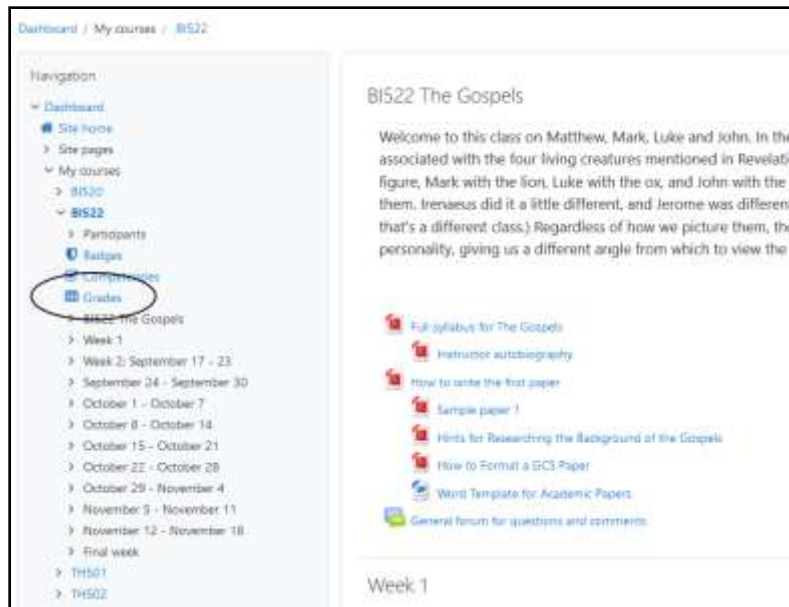 Dashboard / My courses / BI522
Navigation
Dashboard
Site home
Site pages
My courses
BI520
BI522
Participants
Badges
Competencies
Grades
BI522 The Gospels
Week 1
Week 2: September 17 - 23
September 24 - September 30
October 1 - October 7
October 8 - October 14
October 15 - October 21
October 22 - October 28
October 29 - November 4
November 5 - November 11
November 12 - November 18
Final week
TH501
TH502
BI522 The Gospels
Welcome to this class on Matthew, Mark, Luke and John. In the
associated with the four living creatures mentioned in Revelati
figure, Mark with the lion, Luke with the ox, and John with the
them. Irenaeus did it a little different, and Jerome was different
that's a different class.) Regardless of how we picture them, the
personality, giving us a different angle from which to view the
Full syllabus for The Gospels
Instructor autobiography
How to write the first paper
Sample paper 1
Hints for Researching the Background of the Gospels
How to Format a GCS Paper
Word Template for Academic Papers
General forum for questions and comments
Week 1